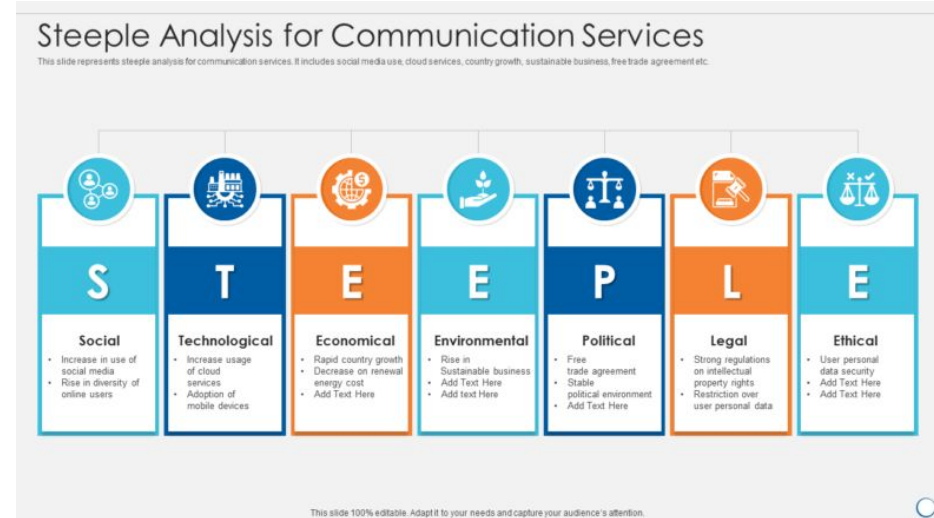 Steeple Analysis for Communication Services
This slide represents steeple analysis for communication services. It includes social media use, cloud services, country growth, sustainable business, free trade agreement etc.
S
Social
• Increase in use of
social media
• Rise in diversity of
online users
T
Technological
• Increase usage
of cloud
services
• Adoption of
mobile devices
E
Economical
• Rapid country growth
• Decrease on renewal
energy cost
• Add Text Here
E
Environmental
• Rise in
Sustainable business
• Add Text Here
• Add text Here
P
Political
• Free
trade agreement
• Stable
political environment
• Add Text Here
L
Legal
• Strong regulations
on intellectual
property rights
• Restriction over
user personal data
E
Ethical
• User personal
data security
• Add Text Here
• Add Text Here
This slide 100% editable. Adapt it to your needs and capture your audience's attention.